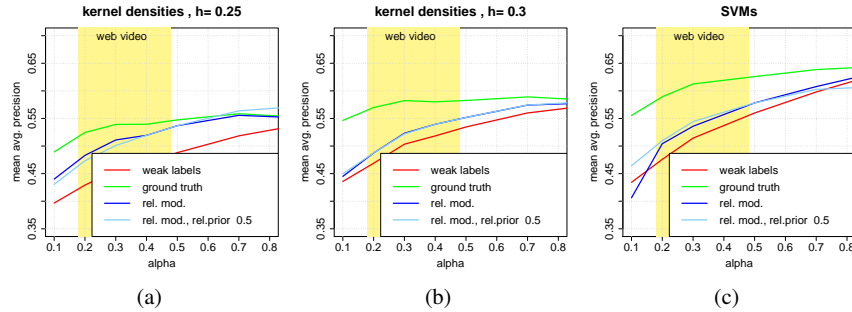 kernel densities , h= 0.25
web video
mean avg. precision
0.65
0.55
0.45
0.35
weak labels
ground truth
rel. mod.
rel. mod., rel.prior 0.5
0.1 0.2 0.3 0.4 0.5 0.6 0.7 0.8
alpha
(a)
kernel densities , h= 0.3
web video
mean avg. precision
0.65
0.55
0.45
0.35
weak labels
ground truth
rel. mod.
rel. mod., rel.prior 0.5
0.1 0.2 0.3 0.4 0.5 0.6 0.7 0.8
alpha
(b)
SVMs
web video
mean avg. precision
0.65
0.55
0.45
0.35
weak labels
ground truth
rel. mod.
rel. mod., rel.prior 0.5
0.1 0.2 0.3 0.4 0.5 0.6 0.7 0.8
alpha
(c)